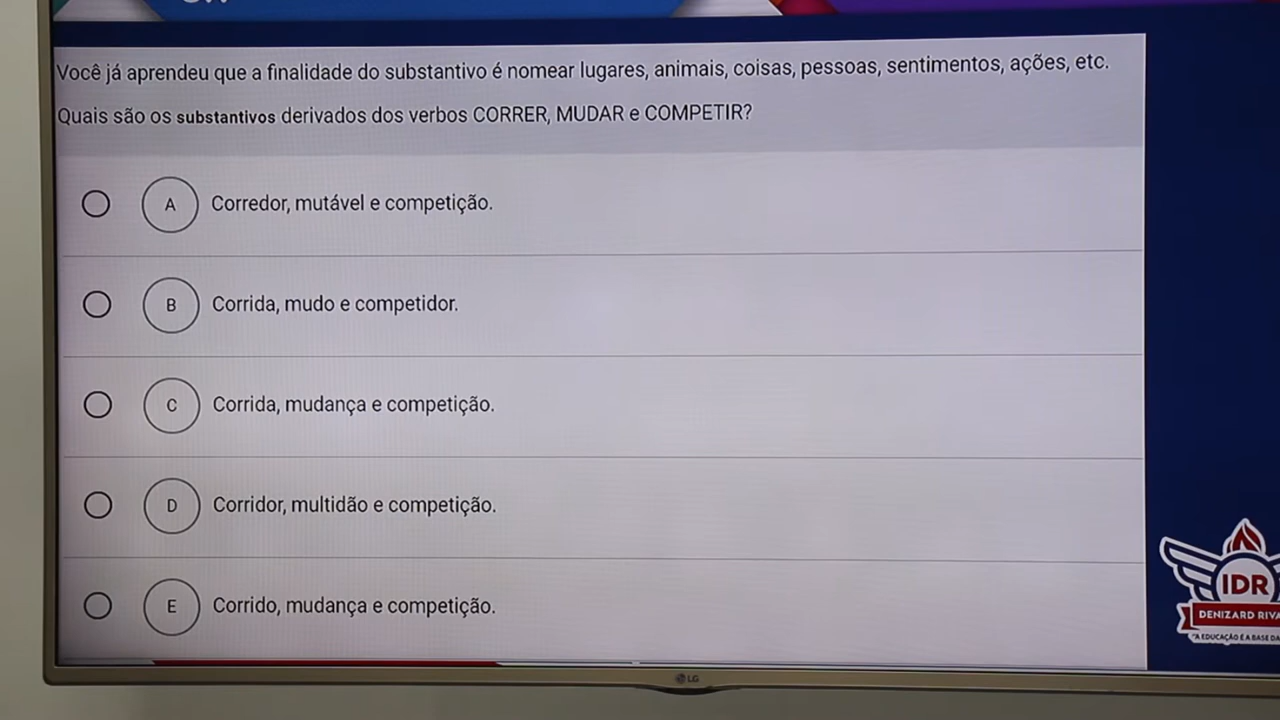 Você já aprendeu que a finalidade do substantivo é nomear lugares, animais, coisas, pessoas, sentimentos, ações, etc.
Quais são os substantivos derivados dos verbos CORRER, MUDAR e COMPETIR?
A Corredor, mutável e competição.
B Corrida, mudo e competidor.
C Corrida, mudança e competição.
D Corridor, multidão e competição.
E Corrido, mudança e competição.
IDR
DENIZARD
"A EDUCAÇÃO É A BASE
LG